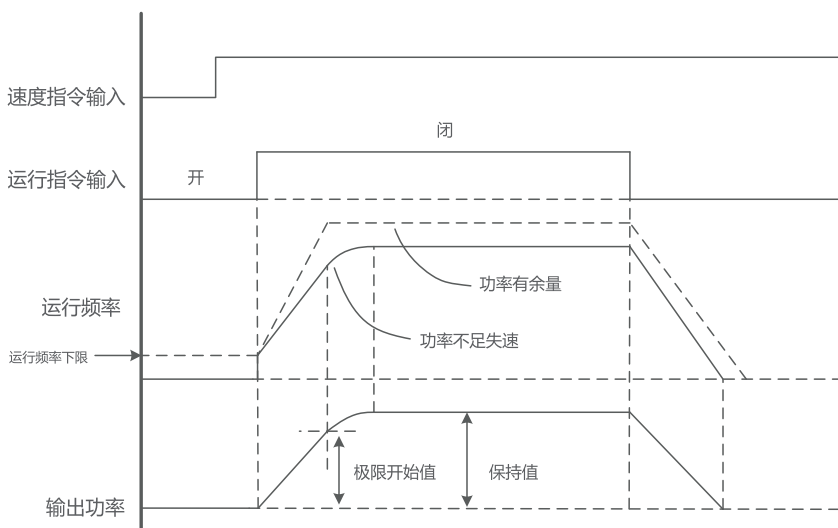 速度指令输入
闭
运行指令输入
开
功率有余量
运行频率
功率不足失速
运行频率下限
极限开始值
保持值
输出功率